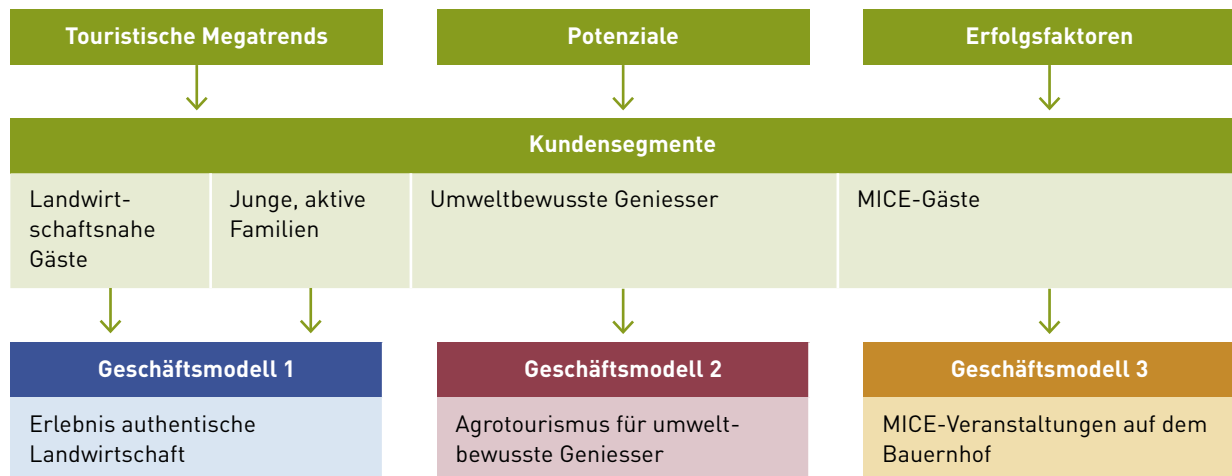 Touristische Megatrends
Potenziale
Erfolgsfaktoren
Kundensegmente
Landwirt-
schaftsnahe
Gäste
Junge, aktive
Familien
Umweltbewusste Geniesser
MICE-Gäste
Geschäftsmodell 1
Erlebnis authentische
Landwirtschaft
Geschäftsmodell 2
Agrotourismus für umwelt-
bewusste Geniesser
Geschäftsmodell 3
MICE-Veranstaltungen auf dem
Bauernhof